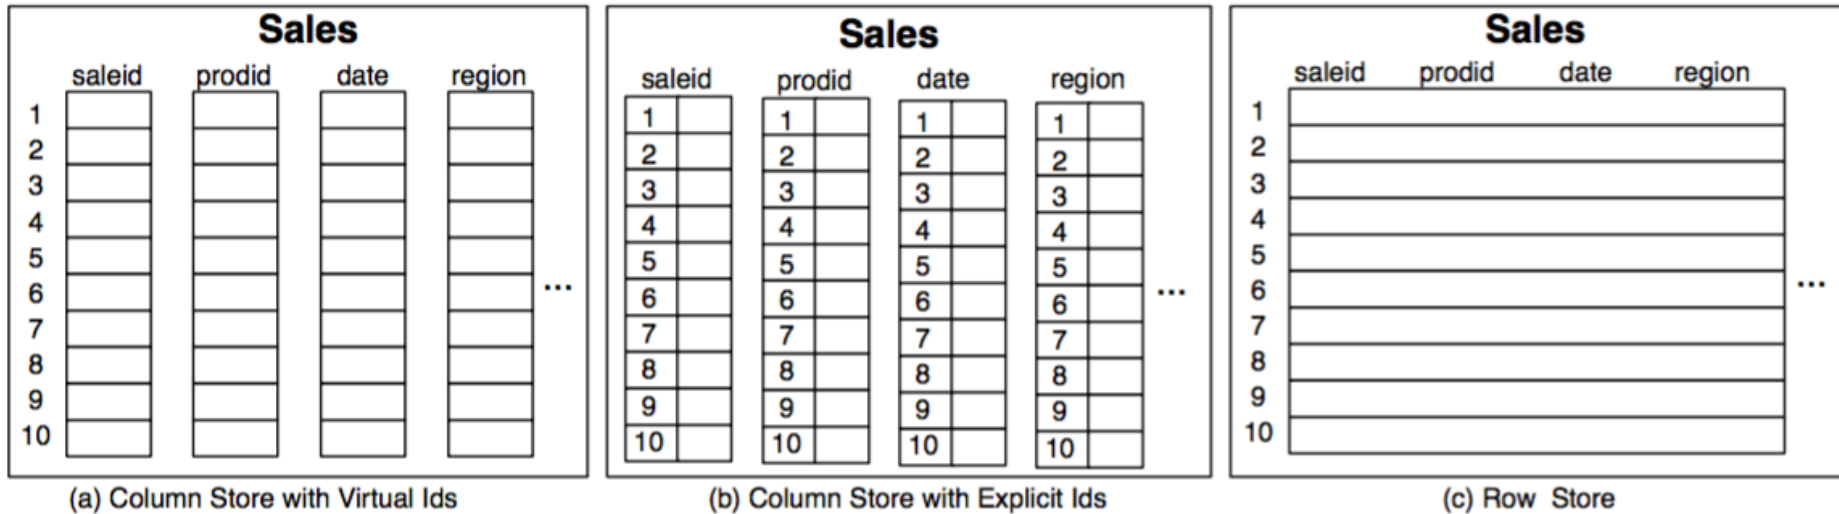 Sales
saleid prodid date region
1
2
3
4
5
6
7
8
9
10
...
(a) Column Store with Virtual Ids
Sales
saleid prodid date region
1 1 1 1
2 2 2 2
3 3 3 3
4 4 4 4
5 5 5 5
6 6 6 6
7 7 7 7
8 8 8 8
9 9 9 9
10 10 10 10
...
(b) Column Store with Explicit Ids
Sales
saleid prodid date region
1
2
3
4
5
6
7
8
9
10
...
(c) Row Store